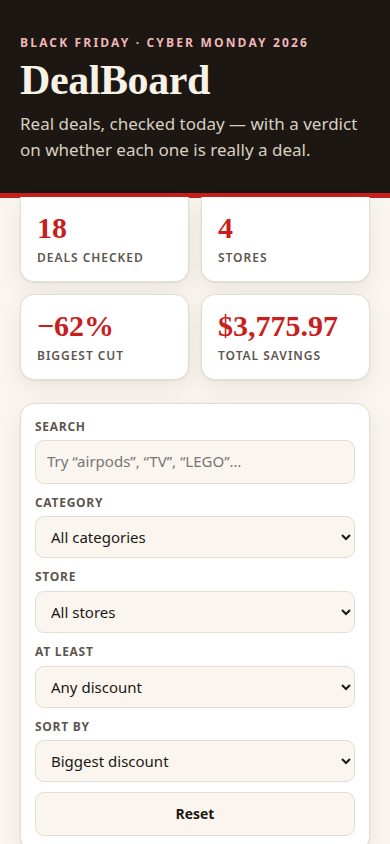 BLACK FRIDAY · CYBER MONDAY 2026
DealBoard
Real deals, checked today — with a verdict
on whether each one is really a deal.
18
DEALS CHECKED
4
STORES
−62%
BIGGEST CUT
$3,775.97
TOTAL SAVINGS
SEARCH
Try “airpods”, “TV”, “LEGO”…
CATEGORY
All categories
STORE
All stores
AT LEAST
Any discount
SORT BY
Biggest discount
Reset